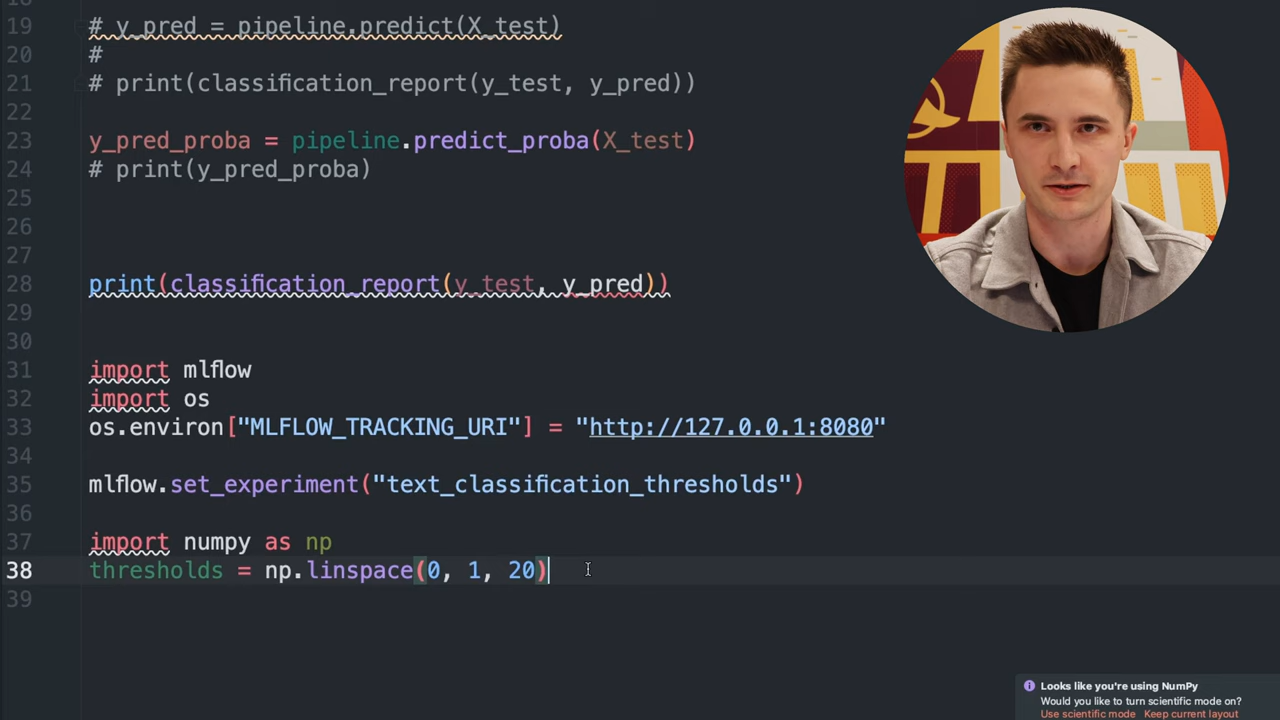 19 # y_pred = pipeline.predict(X_test)
20 #
21 # print(classification_report(y_test, y_pred))
22
23 y_pred_proba = pipeline.predict_proba(X_test)
24 # print(y_pred_proba)
25
26
27
28 print(classification_report(y_test, y_pred))
29
30
31 import mlflow
32 import os
33 os.environ["MLFLOW_TRACKING_URI"] = "http://127.0.0.1:8080"
34
35 mlflow.set_experiment("text_classification_thresholds")
36
37 import numpy as np
38 thresholds = np.linspace(0, 1, 20)
39
Looks like you're using NumPy
Would you like to turn scientific mode on?
Use scientific mode Keep current layout